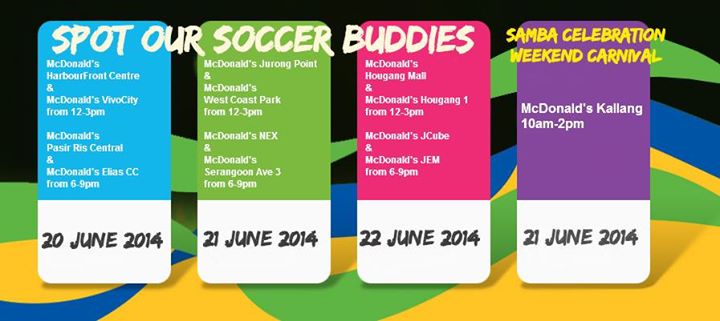 SPOT OUR SOCCER BUDDIES
McDonald's
HarbourFront Centre
&
McDonald's VivoCity
from 12-3pm
McDonald's
Pasir Ris Central
&
McDonald's Elias CC
from 6-9pm
20 JUNE 2014
McDonald's Jurong Point
&
McDonald's
West Coast Park
from 12-3pm
McDonald's NEX
&
McDonald's
Serangoon Ave 3
from 6-9pm
21 JUNE 2014
McDonald's
Hougang Mall
&
McDonald's Hougang 1
from 12-3pm
McDonald's JCube
&
McDonald's JEM
from 6-9pm
22 JUNE 2014
SAMBA CELEBRATION
WEEKEND CARNIVAL
McDonald's Kallang
10am-2pm
21 JUNE 2014